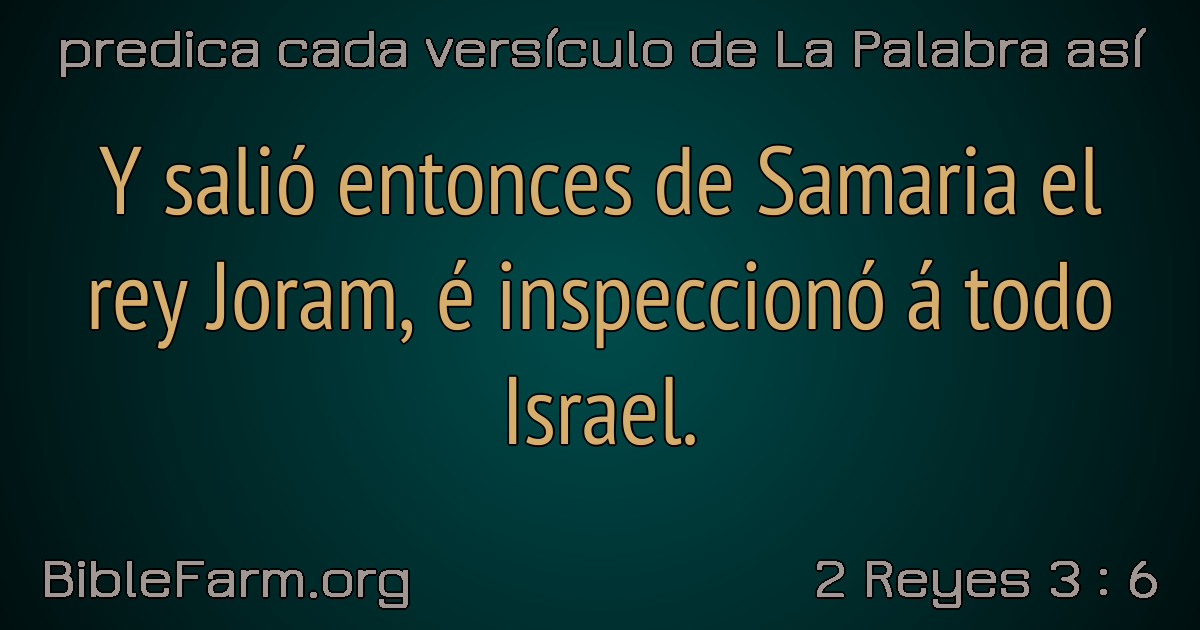 predica cada versículo de La Palabra así
Y salió entonces de Samaria el
rey Joram, é inspeccionó á todo
Israel.
BibleFarm.org
2 Reyes 3 : 6